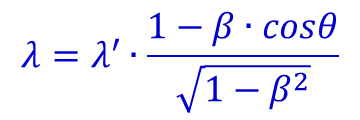 λ = λ′ · (1 − β · cosθ) / √(1 − β²)